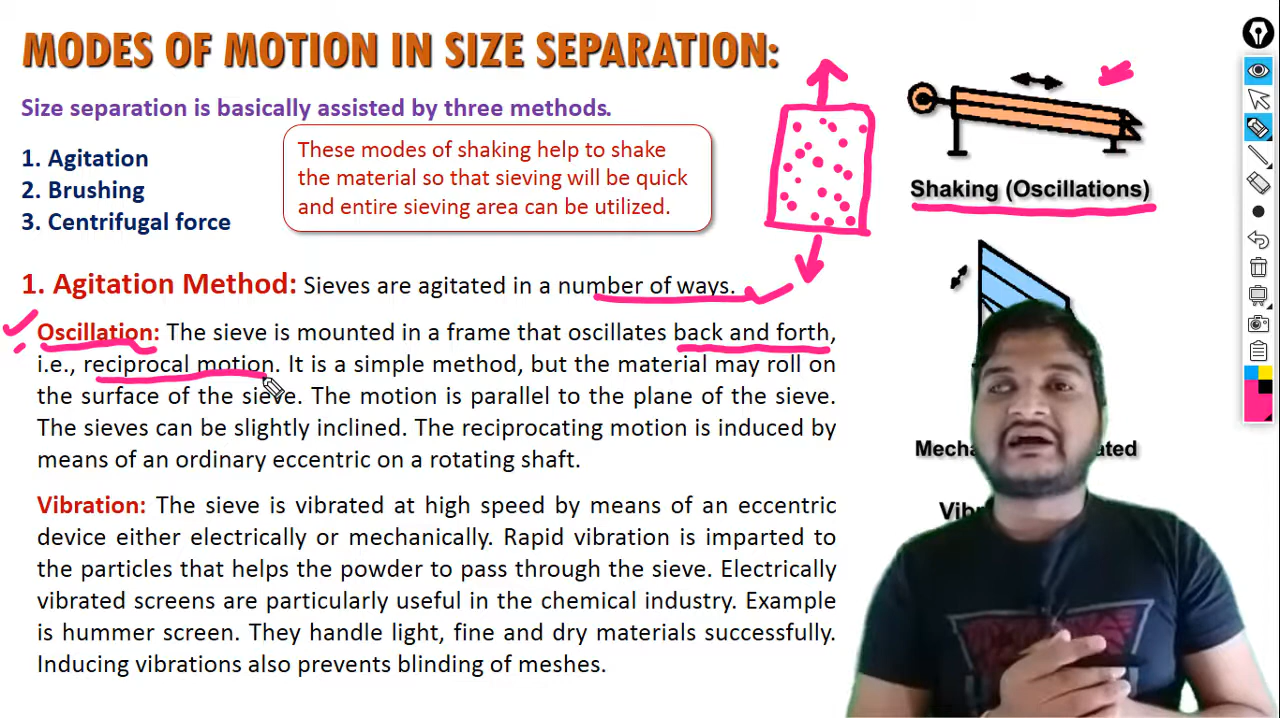 MODES OF MOTION IN SIZE SEPARATION:
Size separation is basically assisted by three methods.
1. Agitation
2. Brushing
3. Centrifugal force
These modes of shaking help to shake
the material so that sieving will be quick
and entire sieving area can be utilized.
Shaking (Oscillations)
1. Agitation Method: Sieves are agitated in a number of ways.
Oscillation: The sieve is mounted in a frame that oscillates back and forth,
i.e., reciprocal motion. It is a simple method, but the material may roll on
the surface of the sieve. The motion is parallel to the plane of the sieve.
The sieves can be slightly inclined. The reciprocating motion is induced by
means of an ordinary eccentric on a rotating shaft.
Vibration: The sieve is vibrated at high speed by means of an eccentric
device either electrically or mechanically. Rapid vibration is imparted to
the particles that helps the powder to pass through the sieve. Electrically
vibrated screens are particularly useful in the chemical industry. Example
is hummer screen. They handle light, fine and dry materials successfully.
Inducing vibrations also prevents blinding of meshes.